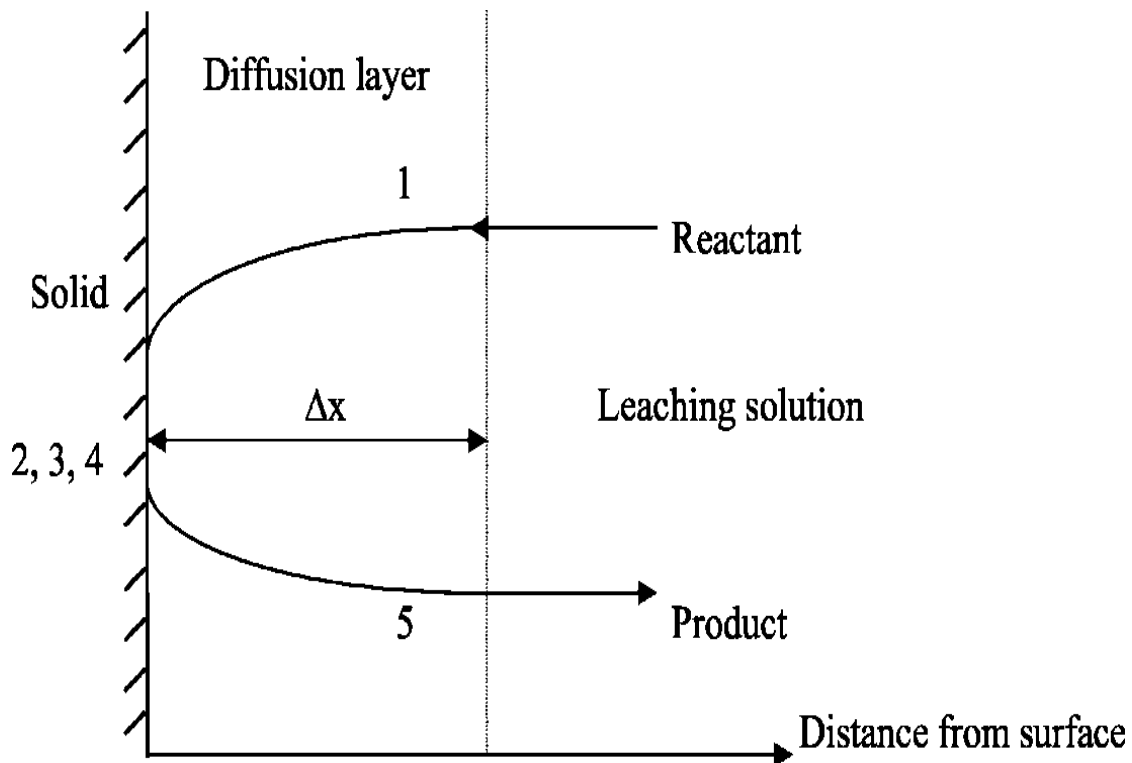 Diffusion layer
1
Reactant
Solid
Δx
Leaching solution
2, 3, 4
5
Product
Distance from surface